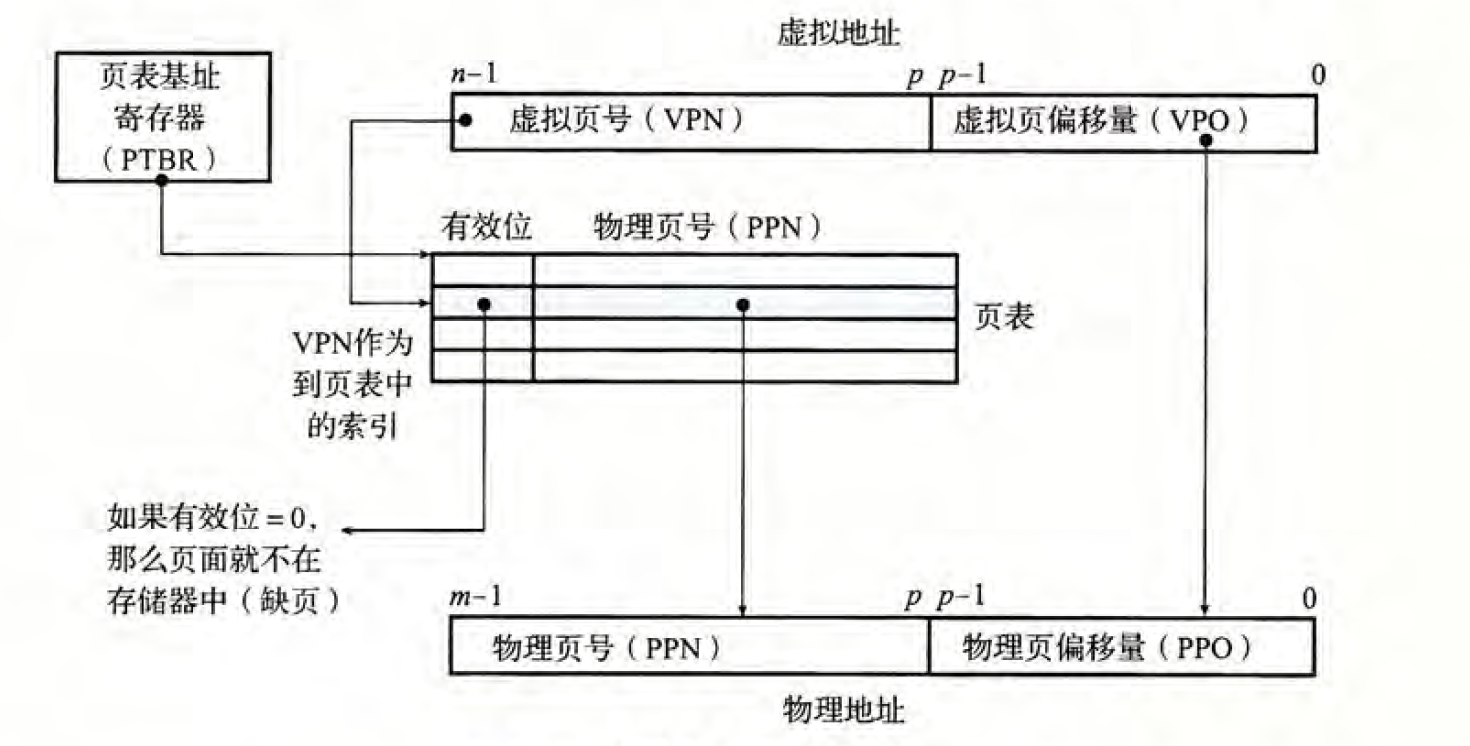 虚拟地址
页表基址
寄存器
（PTBR）
n-1
p p-1
0
虚拟页号（VPN）
虚拟页偏移量（VPO）
有效位
物理页号（PPN）
页表
VPN作为
到页表中
的索引
如果有效位=0,
那么页面就不在
存储器中（缺页）
m-1
p p-1
0
物理页号（PPN）
物理页偏移量（PPO）
物理地址